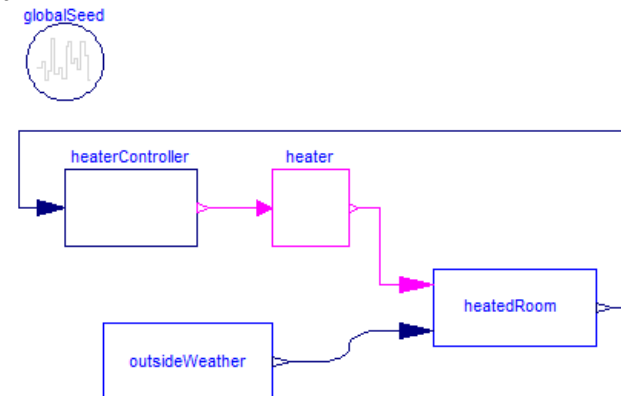 globalSeed
heaterController
heater
heatedRoom
outsideWeather